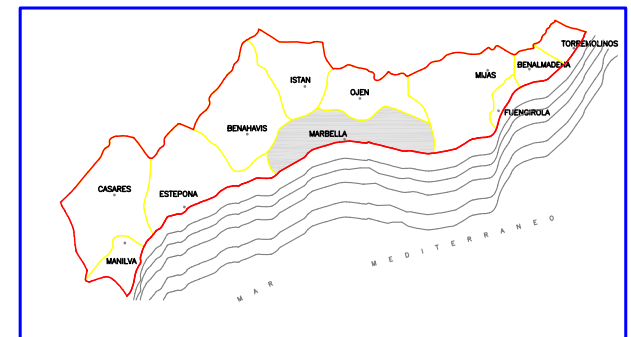 TORREMOLINOS
BENALMADENA
MIJAS
ISTAN
OJEN
FUENGIROLA
BENAHAVIS
MARBELLA
CASARES
ESTEPONA
MANILVA
MAR MEDITERRANEO